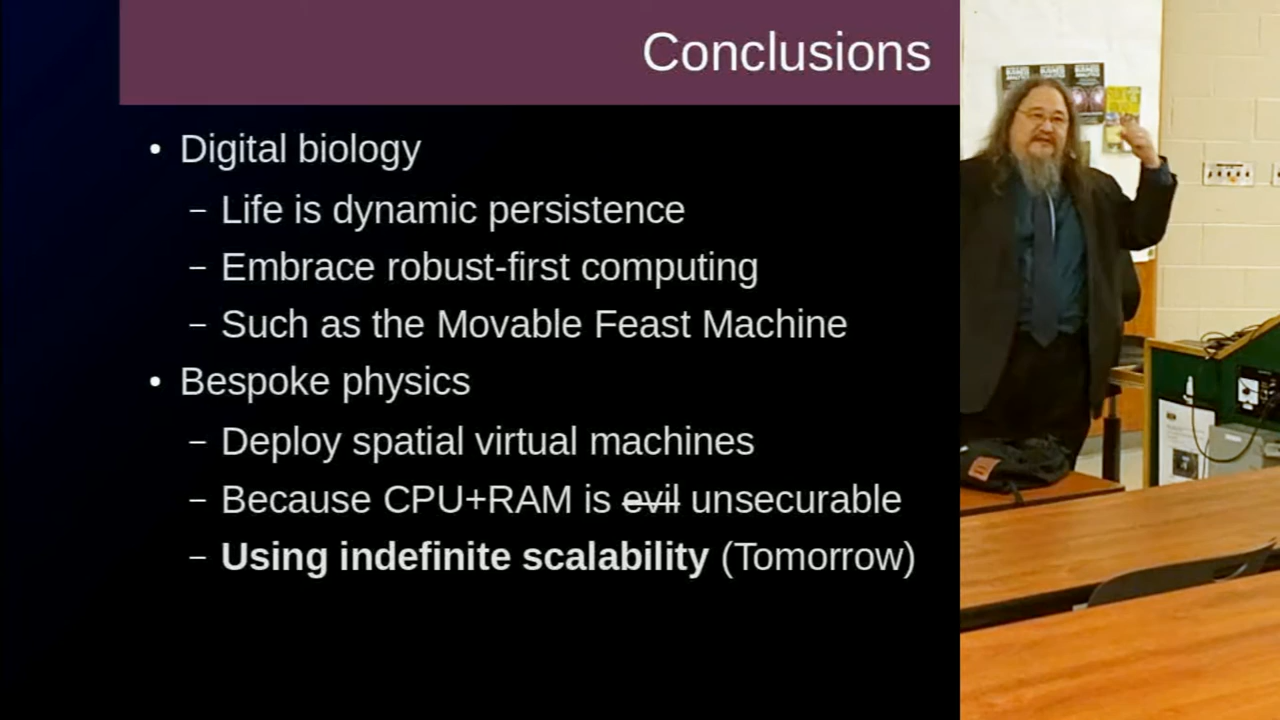 Conclusions
• Digital biology
– Life is dynamic persistence
– Embrace robust-first computing
– Such as the Movable Feast Machine
• Bespoke physics
– Deploy spatial virtual machines
– Because CPU+RAM is evil unsecurable
– Using indefinite scalability (Tomorrow)